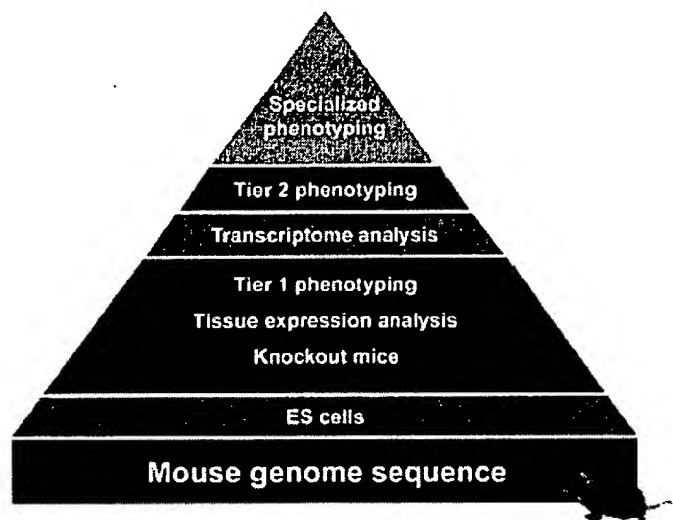 Specialized
phenotyping
Tier 2 phenotyping
Transcriptome analysis
Tier 1 phenotyping
Tissue expression analysis
Knockout mice
ES cells
Mouse genome sequence